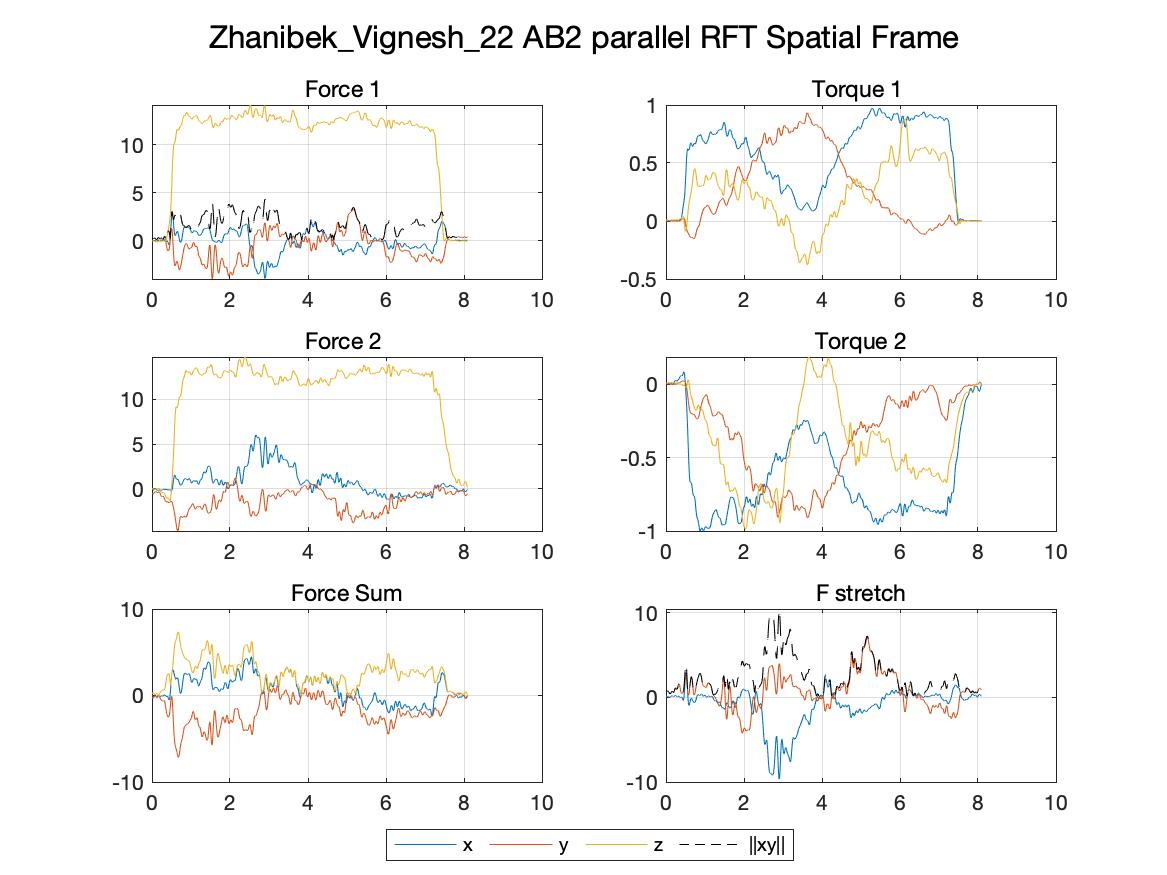 Zhanibek_Vignesh_22 AB2 parallel RFT Spatial Frame
Force 1
10
5
0
0 2 4 6 8 10
Torque 1
1
0.5
0
-0.5
0 2 4 6 8 10
Force 2
10
5
0
0 2 4 6 8 10
Torque 2
0
-0.5
-1
0 2 4 6 8 10
Force Sum
10
0
-10
0 2 4 6 8 10
F stretch
10
0
-10
0 2 4 6 8 10
x y z ||xy||